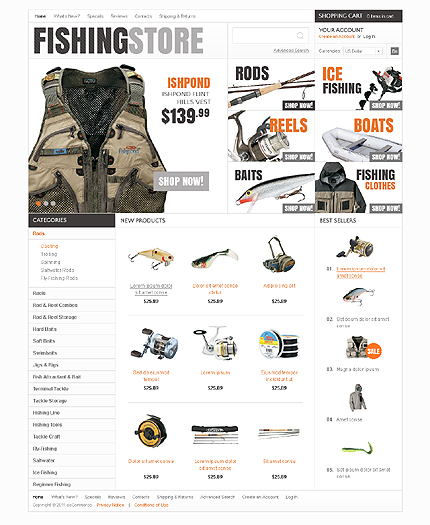 Home What's New? Specials Reviews Contacts Shipping & Returns
SHOPPING CART 0 items in cart
FISHINGSTORE
Advanced Search
YOUR ACCOUNT
Create an Account or Log In
Currencies US Dollar
ISHPOND
ISHPOND FLINT
HILLS VEST
$139.99
SHOP NOW!
RODS
SHOP NOW!
ICE
FISHING
SHOP NOW!
REELS
SHOP NOW!
BOATS
SHOP NOW!
BAITS
SHOP NOW!
FISHING
CLOTHES
SHOP NOW!
CATEGORIES
Rods
Casting
Trolling
Spinning
Saltwater Rods
Fly Fishing Rods
Reels
Rod & Reel Combos
Rod & Reel Storage
Hard Baits
Soft Baits
Swimbaits
Jigs & Rigs
Fish Attractant & Bait
Terminal Tackle
Tackle Storage
Fishing Line
Fishing Tools
Tackle Craft
Fly-Fishing
Saltwater
Ice Fishing
Beginner Fishing
NEW PRODUCTS
Lorem ipsum dolor
sit amet conse
$25.89
Dolor sit amet conse
$25.89
Adipiscing elit
$25.89
Sed do eiusmod
tempor
$25.89
Eiusmod tempor
$25.89
Eiusmod tempor
incididunt ut
$25.89
Dolor sit amet conse
$25.89
Lorem ipsum dolor
sit amet conse
$25.89
Dolor sit amet conse
$25.89
BEST SELLERS
01. Lorem ipsum dolor sit
amet conse
02. Set ipsum dolor sit amet
conse
SALE
03. Magna dolor ipsum
04. Amet conse
05. Set ipsum dolor sit amet
conse
Home What's New? Specials Reviews Contacts Shipping & Returns Advanced Search Create an Account Log In
Copyright © 2011 osCommerce Privacy Notice | Conditions Of Use